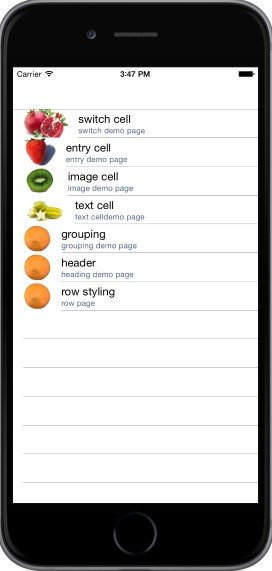 Carrier 3:47 PM
switch cell
switch demo page
entry cell
entry demo page
image cell
image demo page
text cell
text celldemo page
grouping
grouping demo page
header
heading demo page
row styling
row page